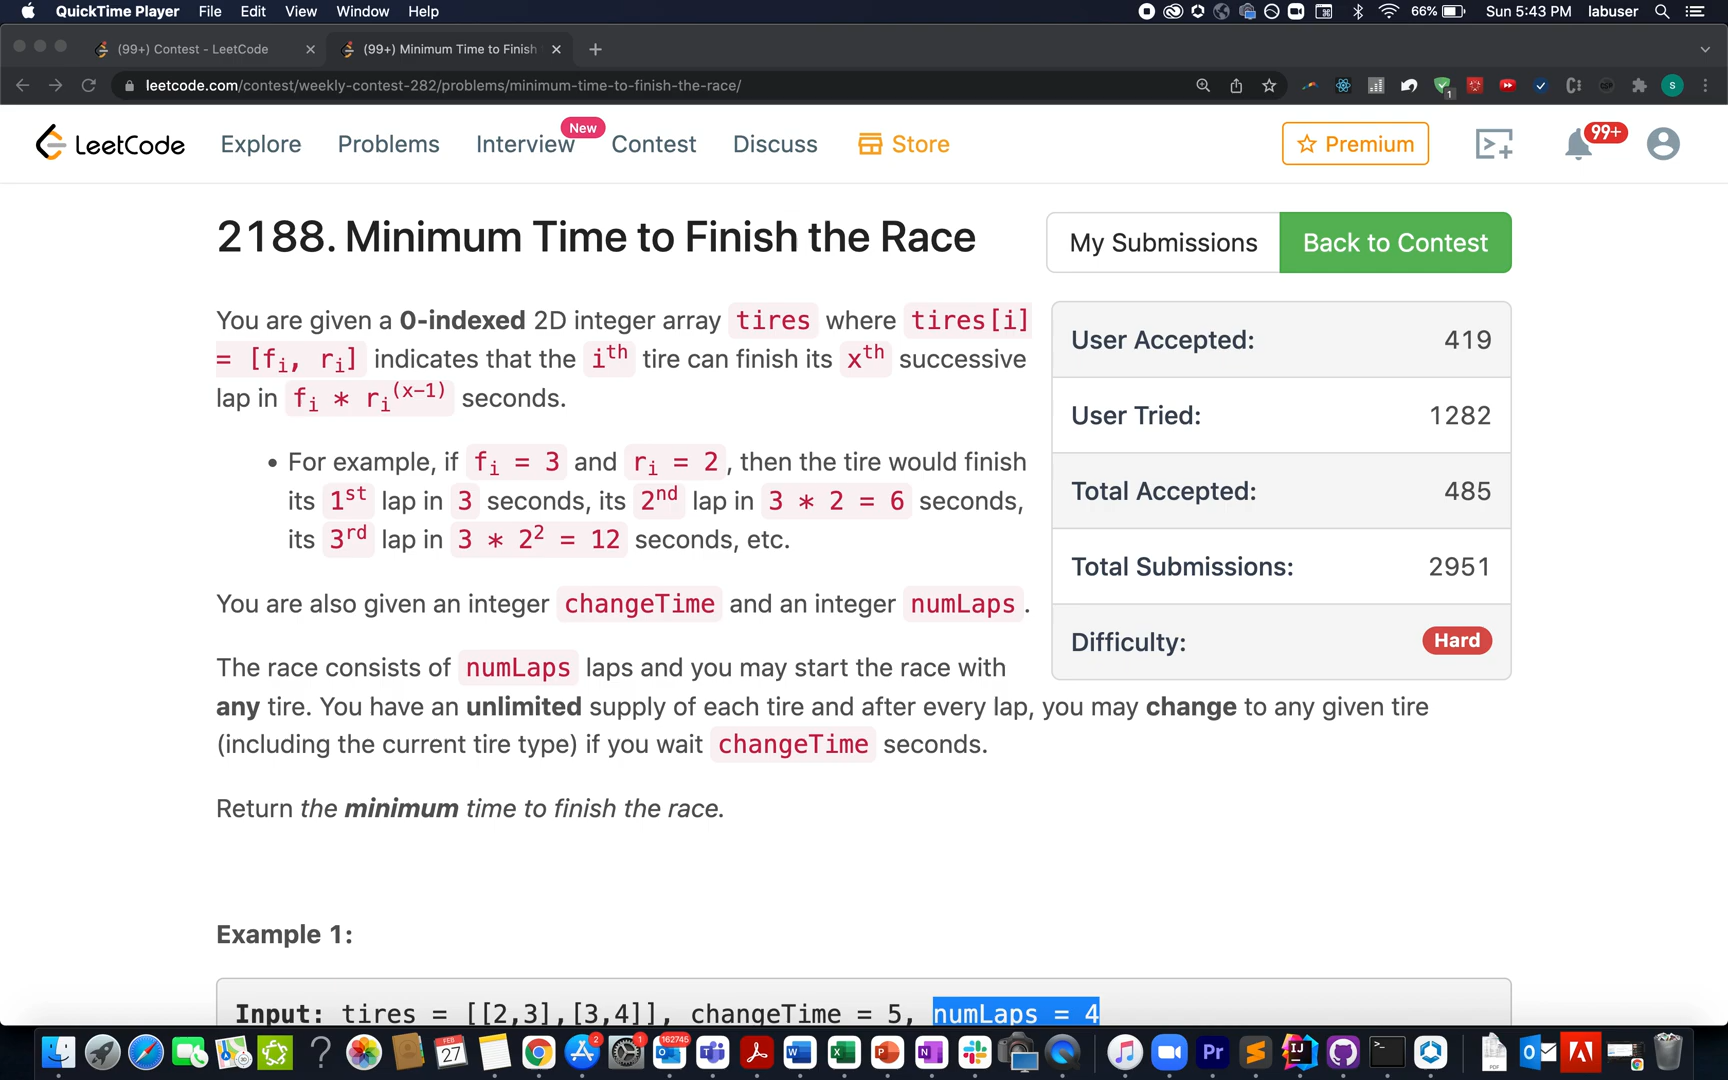 QuickTime Player File Edit View Window Help 66% Sun 5:43 PM labuser
(99+) Contest - LeetCode (99+) Minimum Time to Finish
leetcode.com/contest/weekly-contest-282/problems/minimum-time-to-finish-the-race/
LeetCode Explore Problems Interview New Contest Discuss Store Premium 99+
2188. Minimum Time to Finish the Race
My Submissions Back to Contest
You are given a 0-indexed 2D integer array tires where tires[i]
= [fi, ri] indicates that the ith tire can finish its xth successive
lap in fi * ri(x-1) seconds.
• For example, if fi = 3 and ri = 2, then the tire would finish
its 1st lap in 3 seconds, its 2nd lap in 3 * 2 = 6 seconds,
its 3rd lap in 3 * 2² = 12 seconds, etc.
You are also given an integer changeTime and an integer numLaps.
The race consists of numLaps laps and you may start the race with
any tire. You have an unlimited supply of each tire and after every lap, you may change to any given tire
(including the current tire type) if you wait changeTime seconds.
Return the minimum time to finish the race.
User Accepted: 419
User Tried: 1282
Total Accepted: 485
Total Submissions: 2951
Difficulty: Hard
Example 1:
Input: tires = [[2,3],[3,4]], changeTime = 5, numLaps = 4
FEB
27
2
1
162745
Pr
IJ